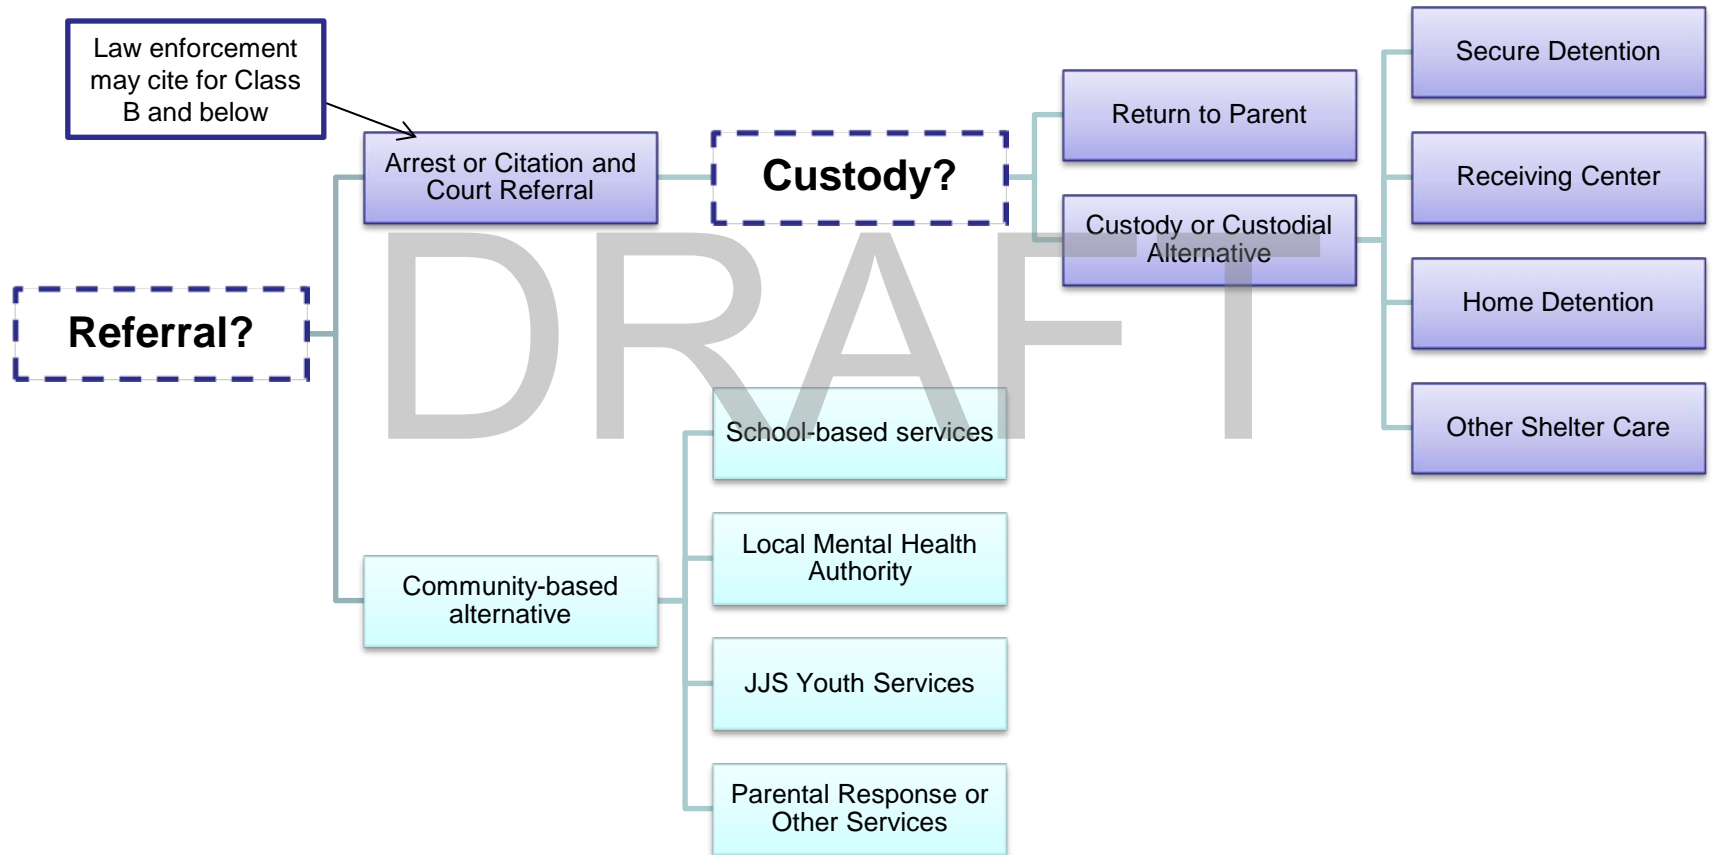 Law enforcement
may cite for Class
B and below
Arrest or Citation and
Court Referral
Custody?
Return to Parent
Custody or Custodial
Alternative
Secure Detention
Receiving Center
Home Detention
Other Shelter Care
Referral?
DRAFT
School-based services
Local Mental Health
Authority
Community-based
alternative
JJS Youth Services
Parental Response or
Other Services